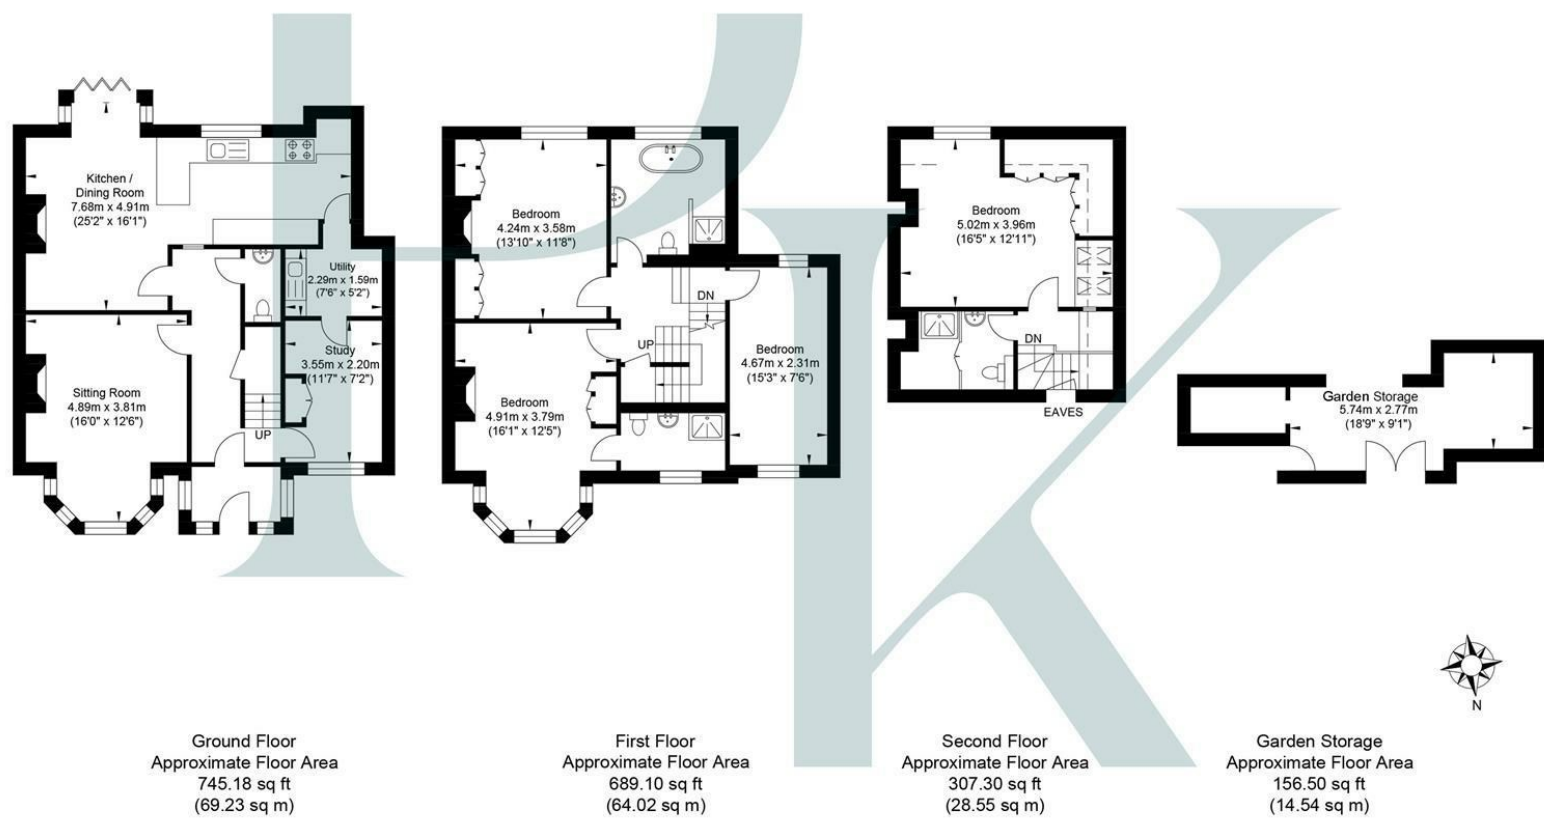 Kitchen /
Dining Room
7.68m x 4.91m
(25'2" x 16'1")
Utility
2.29m x 1.59m
(7'6" x 5'2")
Study
3.55m x 2.20m
(11'7" x 7'2")
Sitting Room
4.89m x 3.81m
(16'0" x 12'6")
UP
Ground Floor
Approximate Floor Area
745.18 sq ft
(69.23 sq m)
Bedroom
4.24m x 3.58m
(13'10" x 11'8")
DN
UP
Bedroom
4.67m x 2.31m
(15'3" x 7'6")
Bedroom
4.91m x 3.79m
(16'1" x 12'5")
First Floor
Approximate Floor Area
689.10 sq ft
(64.02 sq m)
Bedroom
5.02m x 3.96m
(16'5" x 12'11")
DN
EAVES
Second Floor
Approximate Floor Area
307.30 sq ft
(28.55 sq m)
Garden Storage
5.74m x 2.77m
(18'9" x 9'1")
N
Garden Storage
Approximate Floor Area
156.50 sq ft
(14.54 sq m)